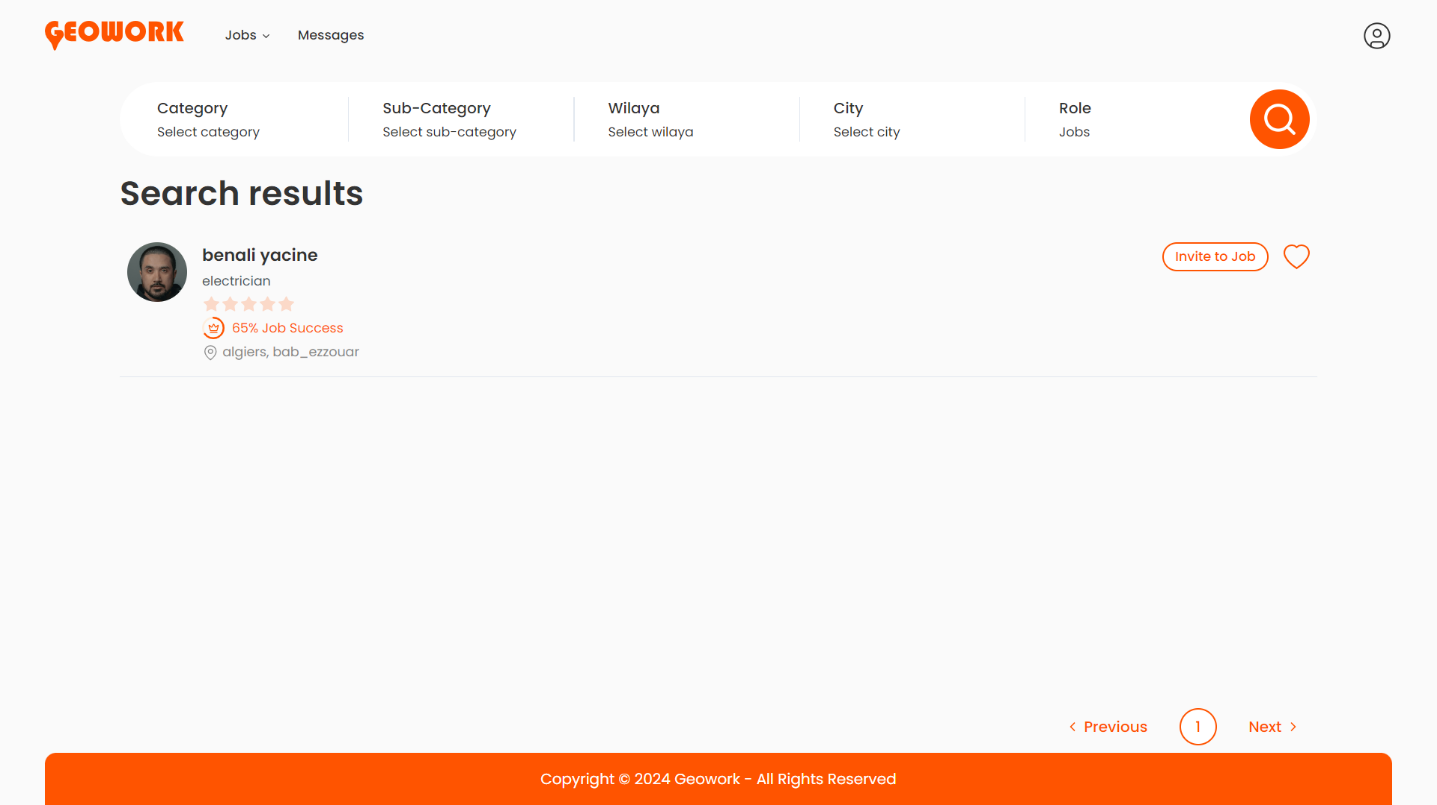 GEOWORK
Jobs
Messages
Category
Select category
Sub-Category
Select sub-category
Wilaya
Select wilaya
City
Select city
Role
Jobs
Search results
benali yacine
electrician
65% Job Success
algiers, bab_ezzouar
Invite to Job
Previous
1
Next
Copyright © 2024 Geowork - All Rights Reserved